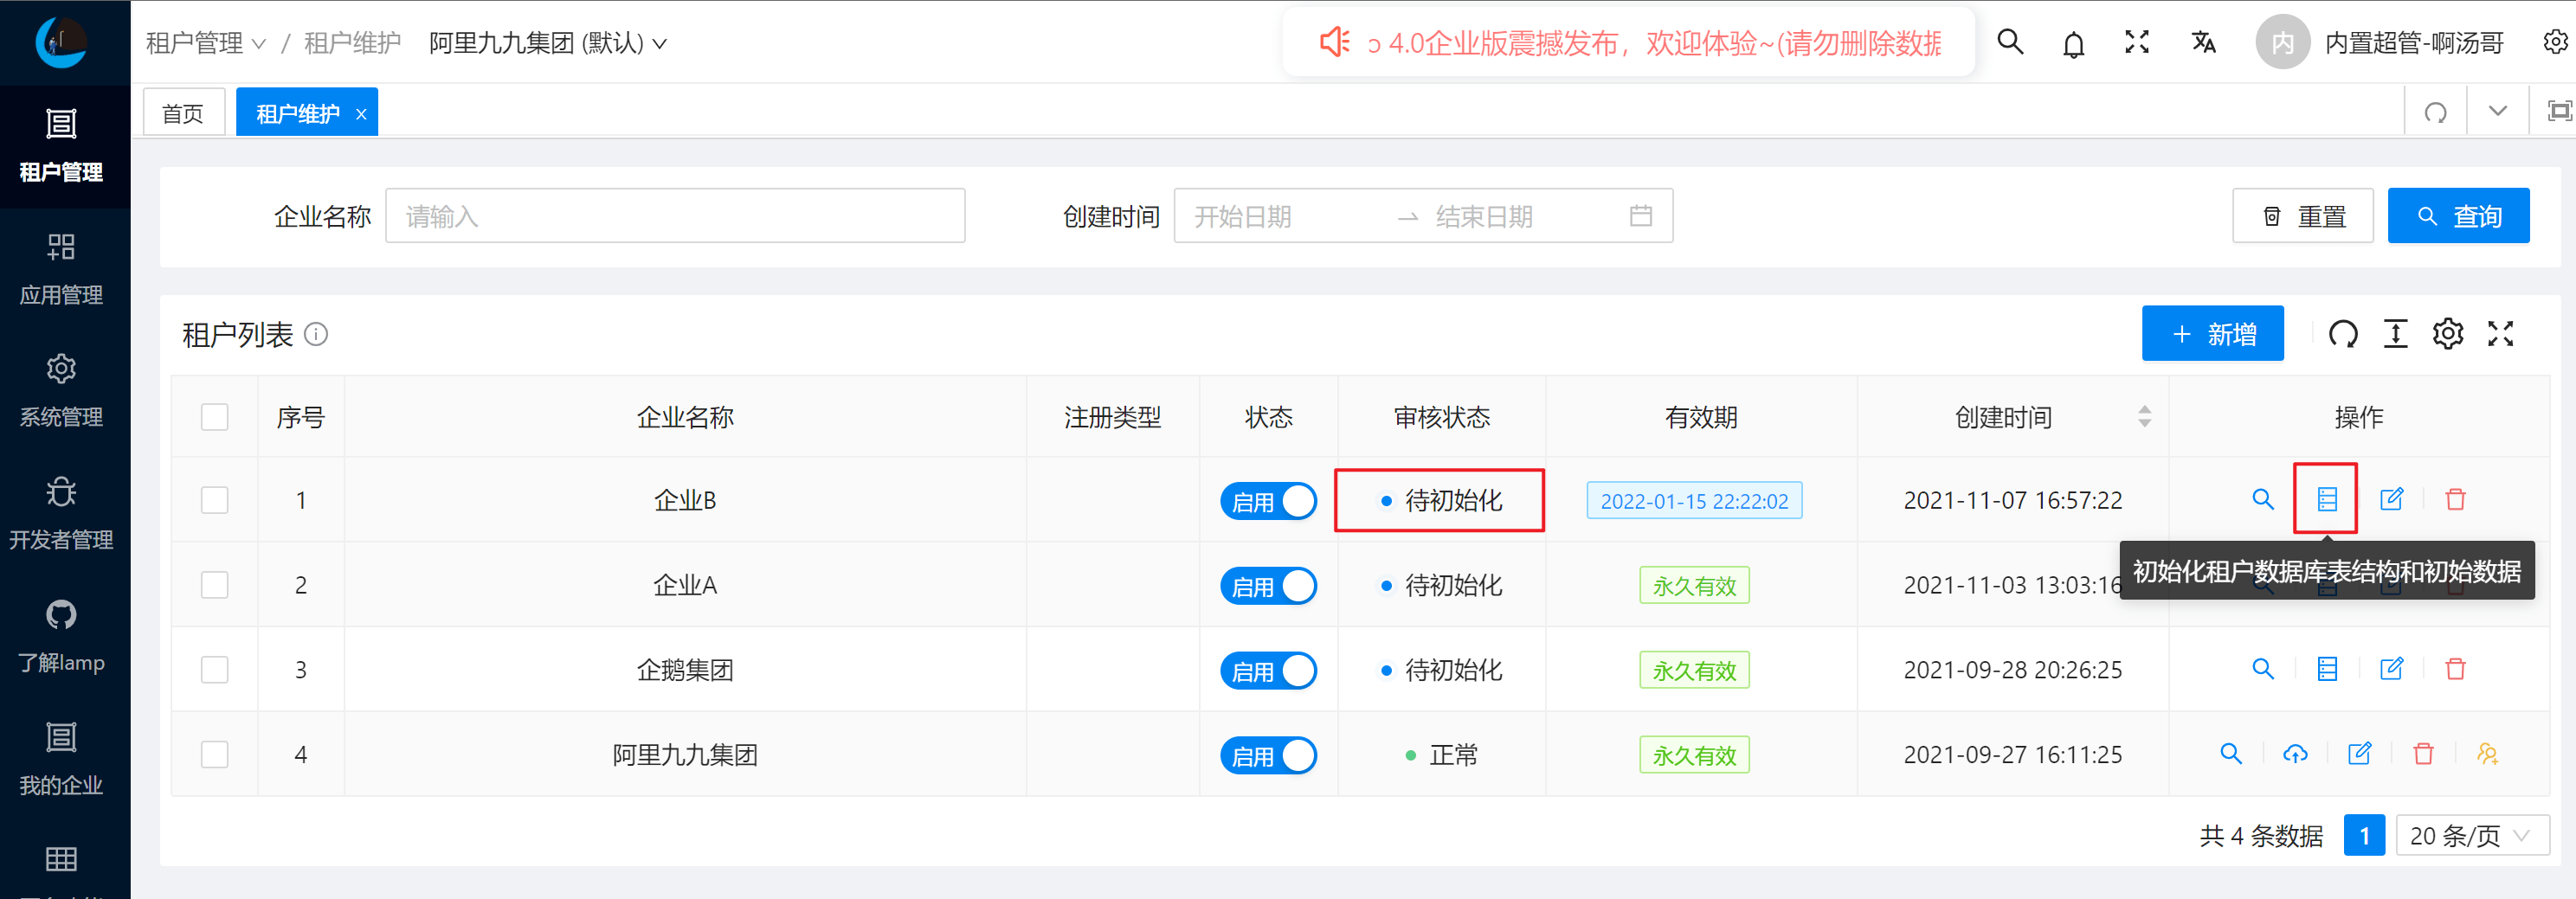 租户管理 / 租户维护 阿里九九集团 (默认)
4.0企业版震撼发布，欢迎体验~(请勿删除数据
内 内置超管-啊汤哥
首页 租户维护 x
租户管理
应用管理
系统管理
开发者管理
了解lamp
我的企业
企业名称 请输入 创建时间 开始日期 → 结束日期 重置 查询
租户列表 + 新增
序号 企业名称 注册类型 状态 审核状态 有效期 创建时间 操作
1 企业B 启用 待初始化 2022-01-15 22:22:02 2021-11-07 16:57:22
初始化租户数据库表结构和初始数据
2 企业A 启用 待初始化 永久有效 2021-11-03 13:03:16
3 企鹅集团 启用 待初始化 永久有效 2021-09-28 20:26:25
4 阿里九九集团 启用 正常 永久有效 2021-09-27 16:11:25
共 4 条数据 1 20 条/页